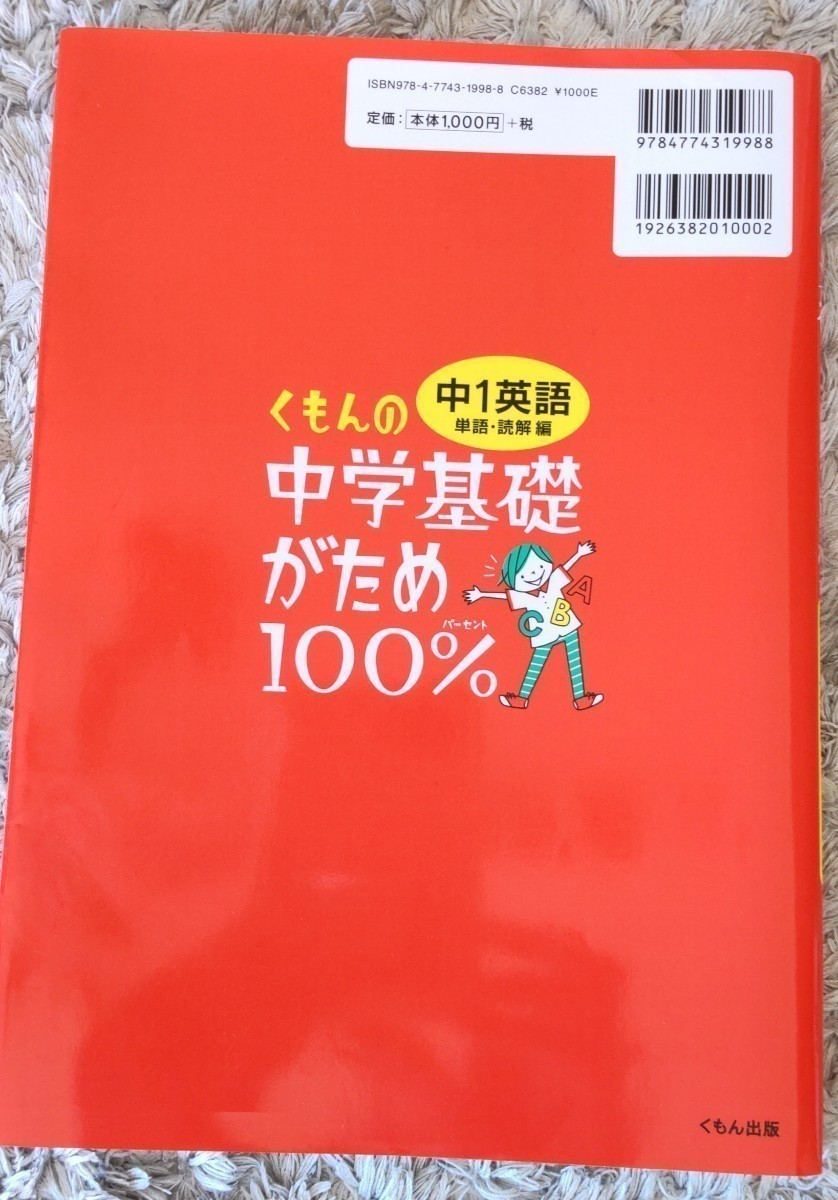 ISBN978-4-7743-1998-8 C6382 ¥1000E
定価：本体1,000円+税
9784774319988
1926382010002
中1英語
単語・読解 編
くもんの
中学基礎
がため
パーセント
100%
A
B
C
くもん出版